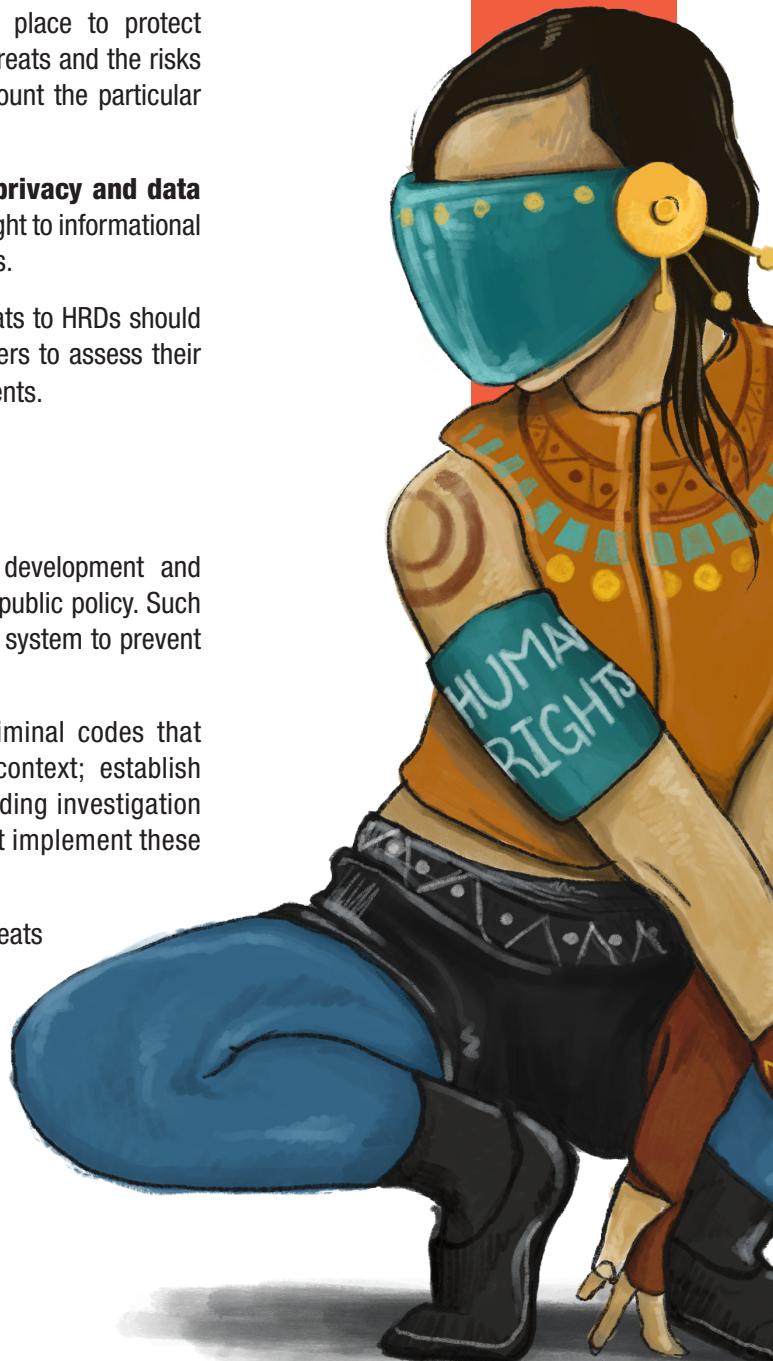 place to protect
reats and the risks
ount the particular
privacy and data
ght to informational
s.
ats to HRDs should
ers to assess their
ents.
development and
public policy. Such
system to prevent
iminal codes that
context; establish
ding investigation
t implement these
eats
HUMAN
RIGHTS